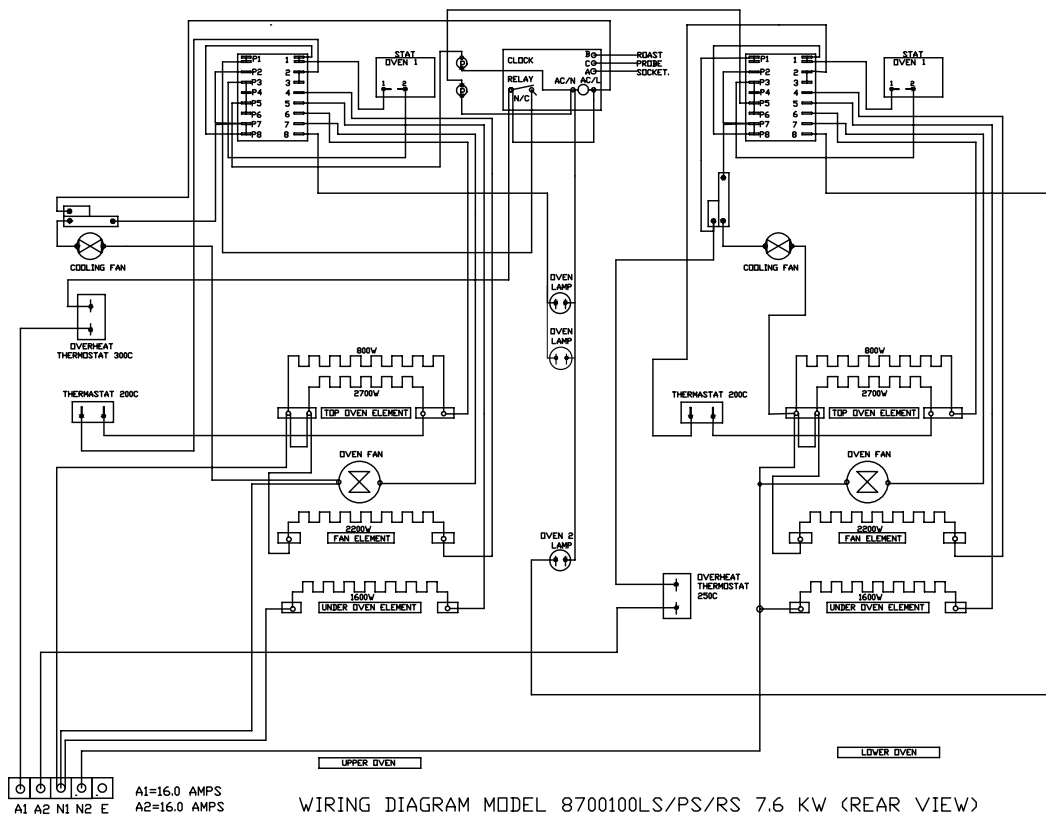 STAT
OVEN 1
1 2
P1 1
P2 2
P3 3
P4 4
P5 5
P6 6
P7 7
P8 8
CLOCK
RELAY
N/C
AC/N AC/L
B
C
A
ROAST
PROBE
SOCKET.
STAT
OVEN 1
1 2
P1 1
P2 2
P3 3
P4 4
P5 5
P6 6
P7 7
P8 8
COOLING FAN
COOLING FAN
OVEN
LAMP
OVEN
LAMP
OVERHEAT
THERMOSTAT 300C
THERMASTAT 200C
800W
2700W
TOP OVEN ELEMENT
OVEN FAN
2200W
FAN ELEMENT
1600W
UNDER OVEN ELEMENT
OVEN 2
LAMP
THERMASTAT 200C
800W
2700W
TOP OVEN ELEMENT
OVEN FAN
2200W
FAN ELEMENT
OVERHEAT
THERMOSTAT
250C
1600W
UNDER OVEN ELEMENT
UPPER OVEN
LOWER OVEN
A1 A2 N1 N2 E
A1=16.0 AMPS
A2=16.0 AMPS
WIRING DIAGRAM MODEL 8700100LS/PS/RS 7.6 KW (REAR VIEW)